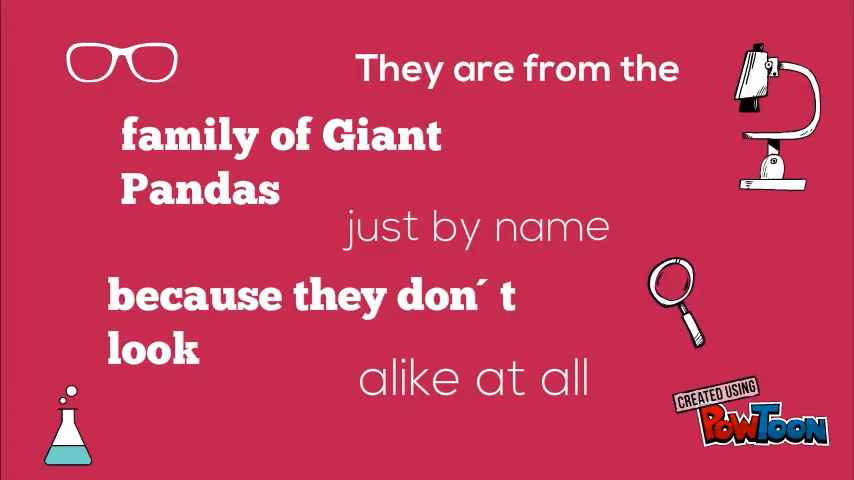 They are from the
family of Giant
Pandas
just by name
because they don´ t
look
alike at all
CREATED USING
POWTOON